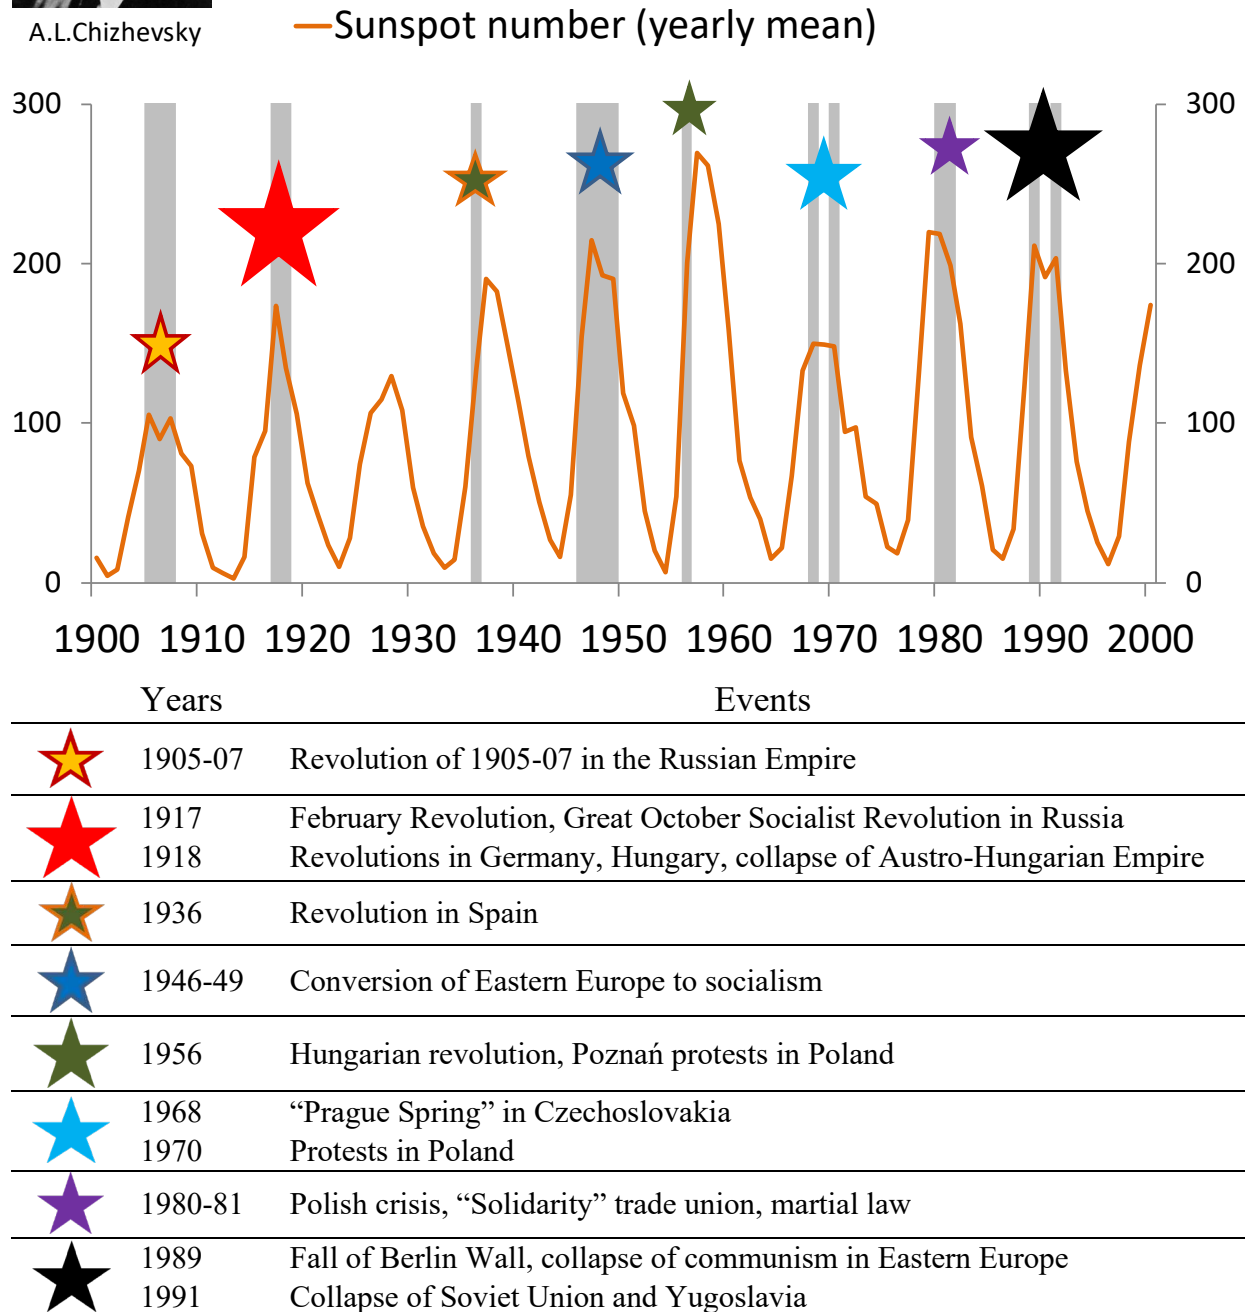 A.L.Chizhevsky
Sunspot number (yearly mean)
300 300
200 200
100 100
0 0
1900 1910 1920 1930 1940 1950 1960 1970 1980 1990 2000
Years Events
1905-07 Revolution of 1905-07 in the Russian Empire
1917 February Revolution, Great October Socialist Revolution in Russia
1918 Revolutions in Germany, Hungary, collapse of Austro-Hungarian Empire
1936 Revolution in Spain
1946-49 Conversion of Eastern Europe to socialism
1956 Hungarian revolution, Poznań protests in Poland
1968 “Prague Spring” in Czechoslovakia
1970 Protests in Poland
1980-81 Polish crisis, “Solidarity” trade union, martial law
1989 Fall of Berlin Wall, collapse of communism in Eastern Europe
1991 Collapse of Soviet Union and Yugoslavia